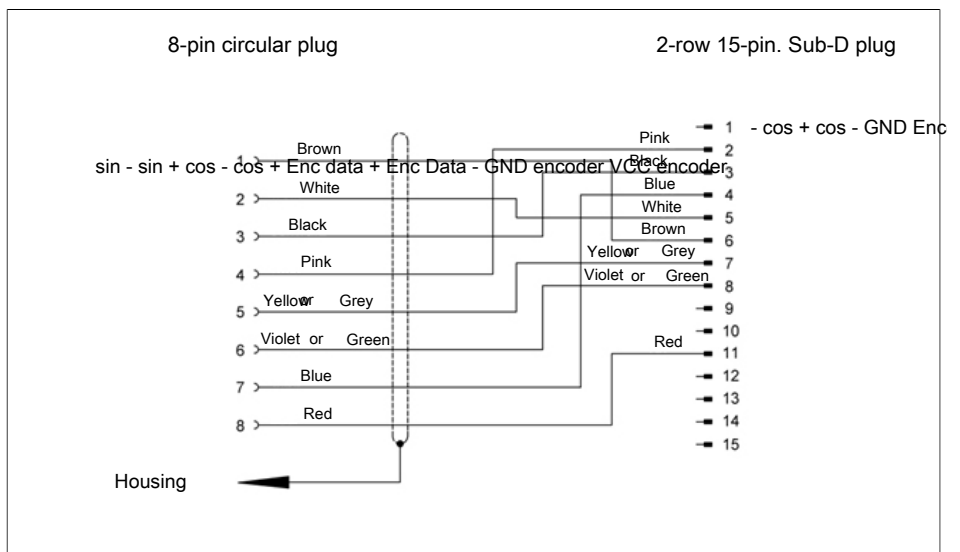 8-pin circular plug
2-row 15-pin. Sub-D plug
1 - cos + cos - GND Enc
Pink 2
1 Brown
Black 3
sin - sin + cos - cos + Enc data + Enc Data - GND encoder VCC encoder
Blue 4
2 White
White 5
3 Black
Brown 6
Yellow or Grey 7
4 Pink
Violet or Green 8
5 Yellow or Grey
9
10
6 Violet or Green
Red 11
7 Blue
12
13
8 Red
14
15
Housing